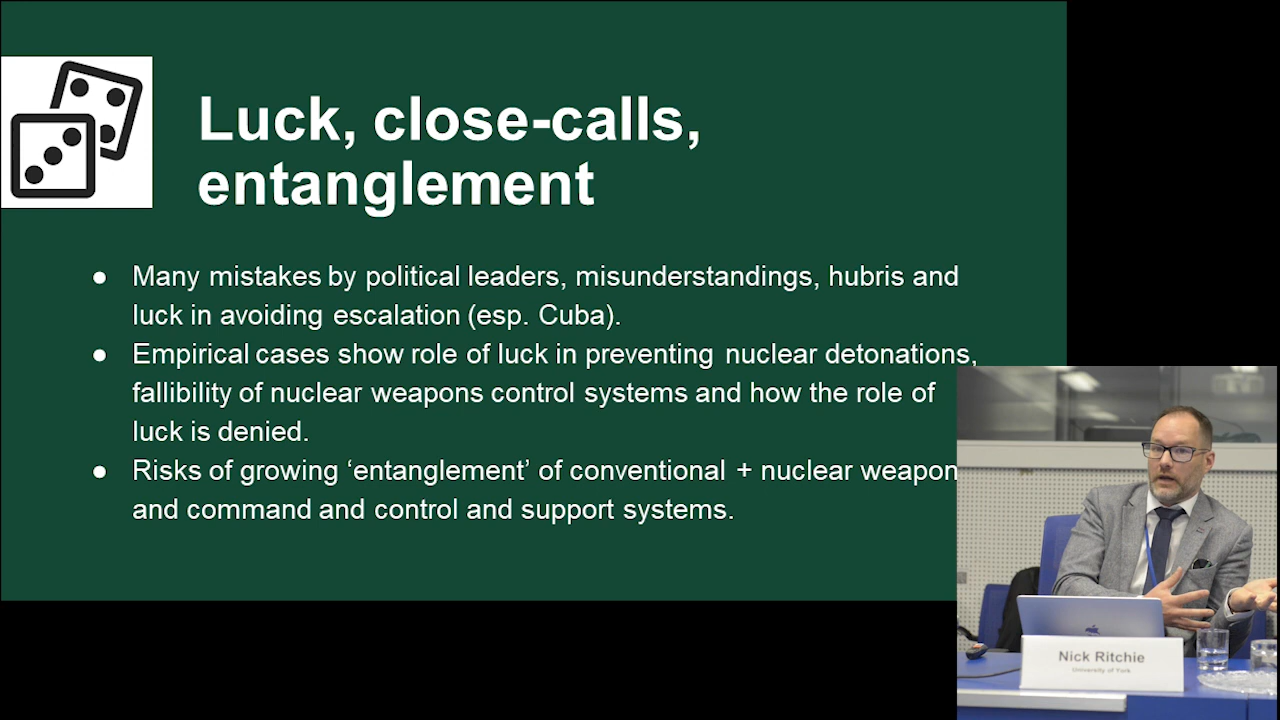 Luck, close-calls,
entanglement
● Many mistakes by political leaders, misunderstandings, hubris and
luck in avoiding escalation (esp. Cuba).
● Empirical cases show role of luck in preventing nuclear detonations,
fallibility of nuclear weapons control systems and how the role of
luck is denied.
● Risks of growing ‘entanglement’ of conventional + nuclear weapon
and command and control and support systems.
Nick Ritchie
University of York